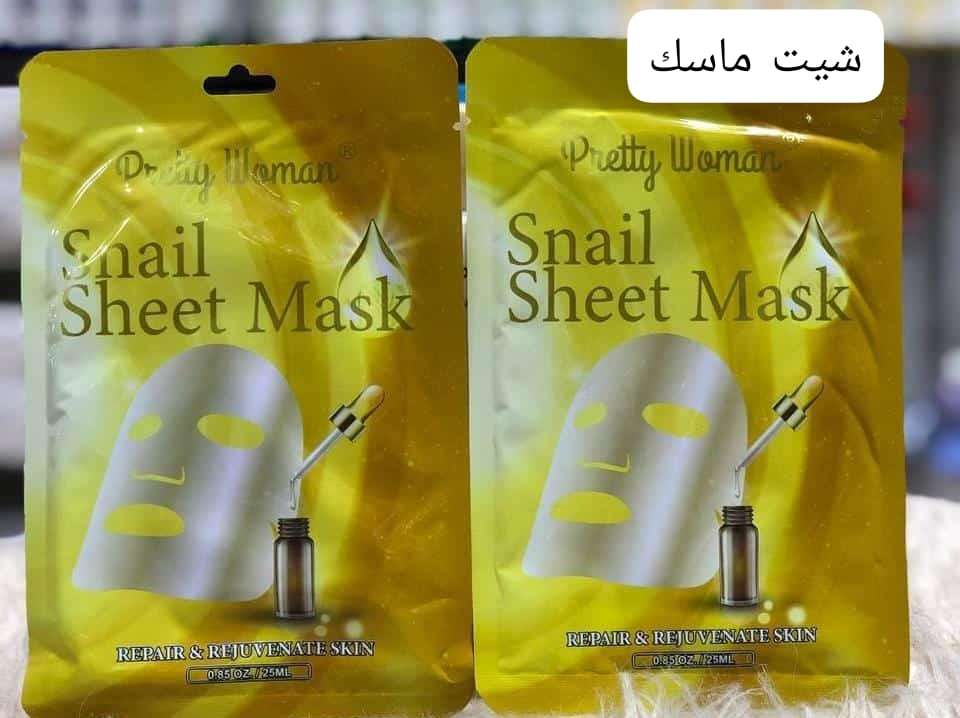 شيت ماسك
Pretty Woman®
Snail
Sheet Mask
REPAIR & REJUVENATE SKIN
0.85 OZ. / 25ML
Pretty Woman
Snail
Sheet Mask
REPAIR & REJUVENATE SKIN
0.85 OZ. / 25ML